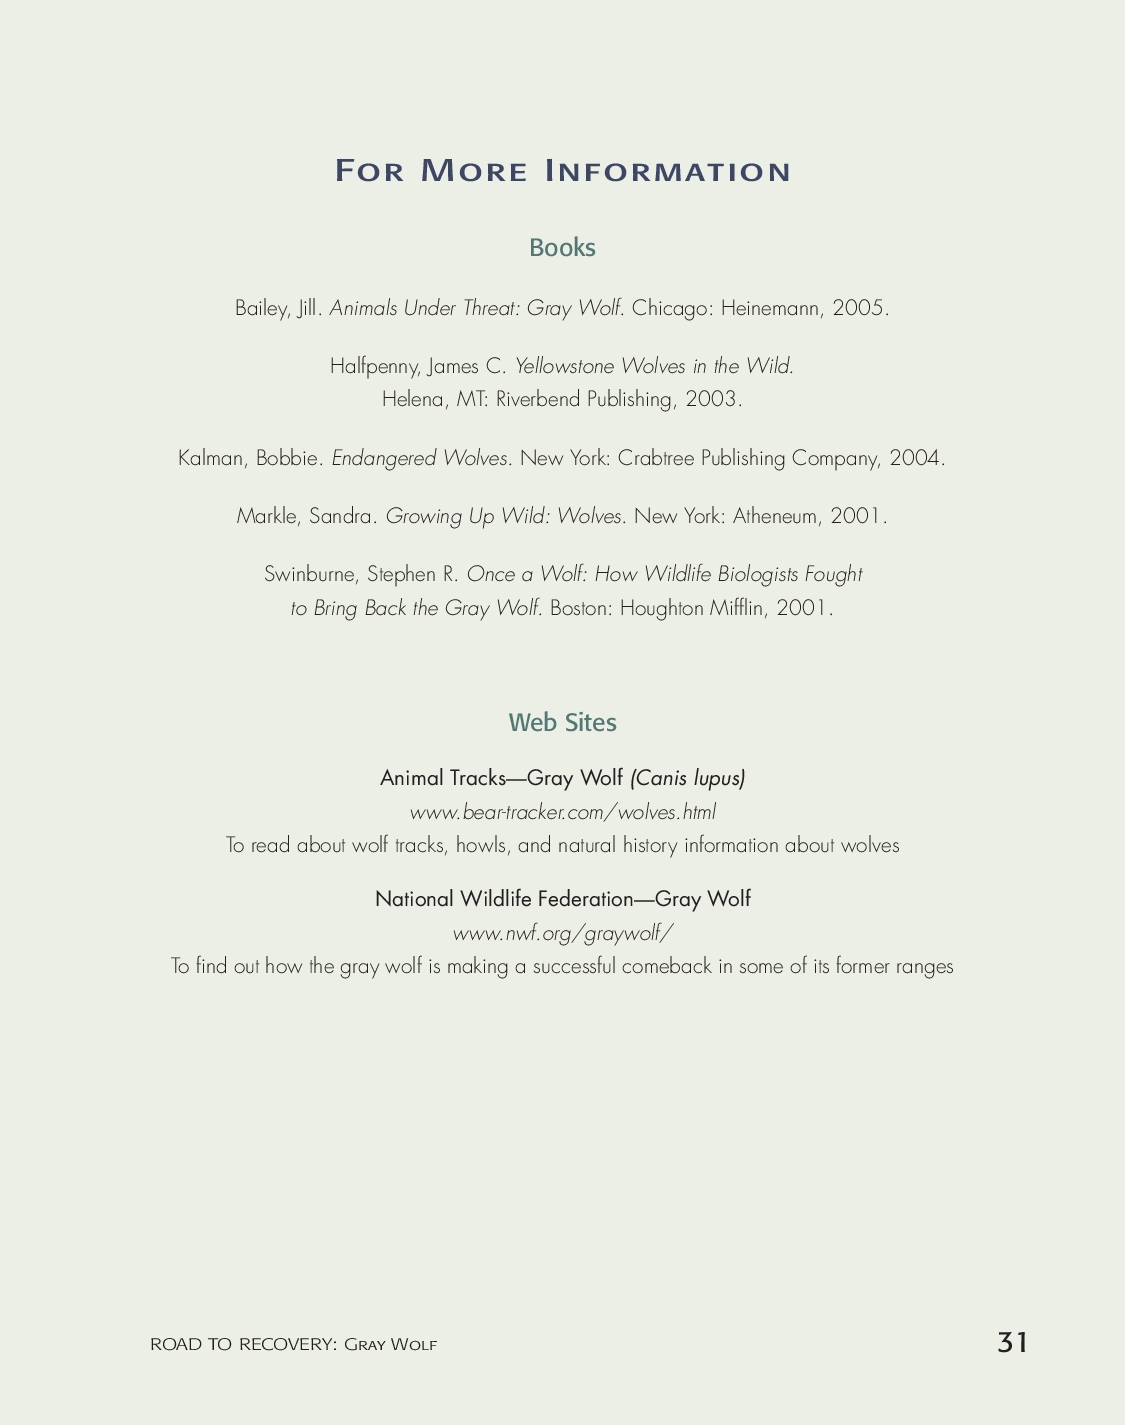 For More Information
Books
Bailey, Jill. Animals Under Threat: Gray Wolf. Chicago: Heinemann, 2005.
Halfpenny, James C. Yellowstone Wolves in the Wild.
Helena, MT: Riverbend Publishing, 2003.
Kalman, Bobbie. Endangered Wolves. New York: Crabtree Publishing Company, 2004.
Markle, Sandra. Growing Up Wild: Wolves. New York: Atheneum, 2001.
Swinburne, Stephen R. Once a Wolf: How Wildlife Biologists Fought
to Bring Back the Gray Wolf. Boston: Houghton Mifflin, 2001.
Web Sites
Animal Tracks—Gray Wolf (Canis lupus)
www.bear-tracker.com/wolves.html
To read about wolf tracks, howls, and natural history information about wolves
National Wildlife Federation—Gray Wolf
www.nwf.org/graywolf/
To find out how the gray wolf is making a successful comeback in some of its former ranges
ROAD TO RECOVERY: Gray Wolf 31